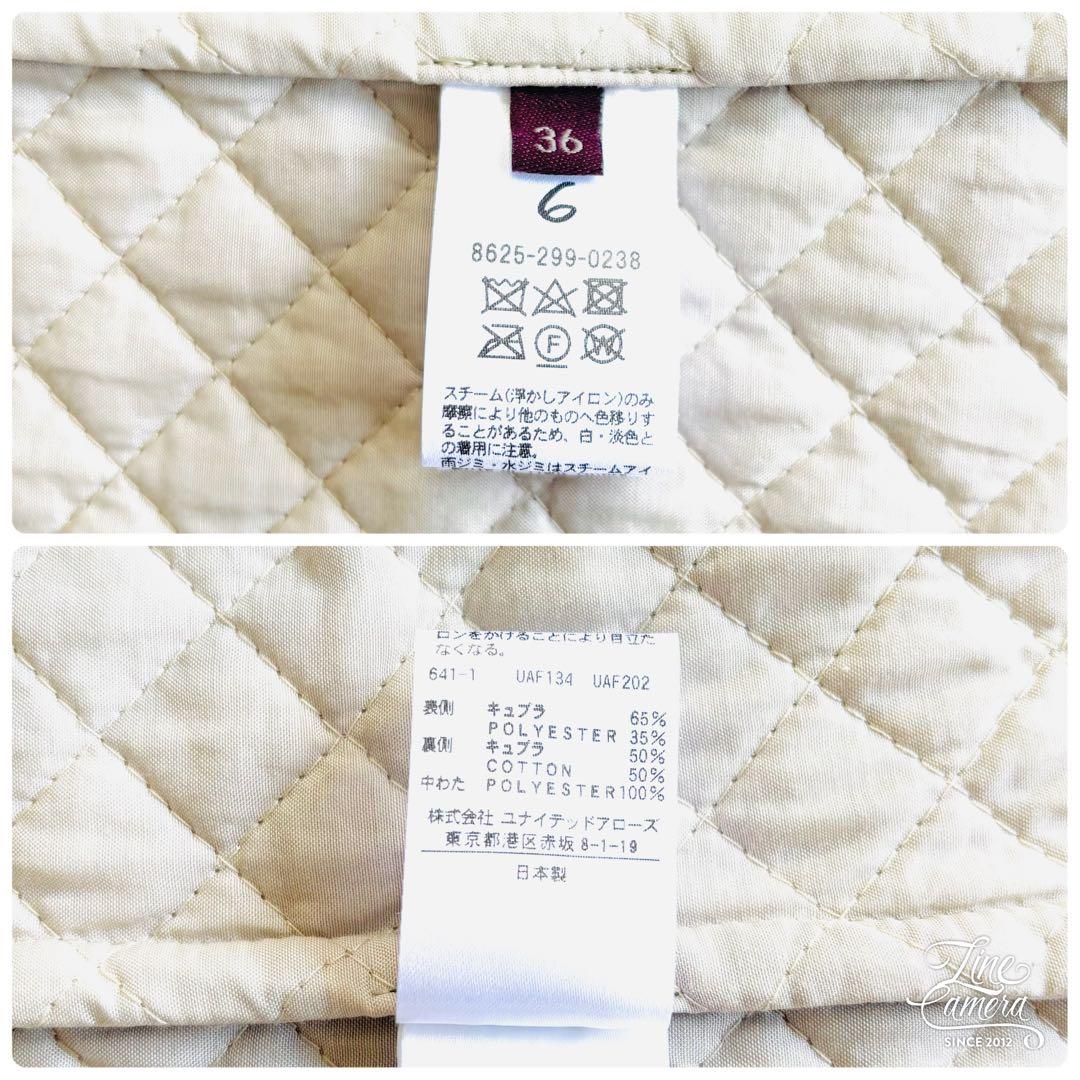 36
6
8625-299-0238
F
W
スチーム(浮かしアイロン)のみ
摩擦により他のものへ色移りす
ることがあるため、白・淡色と
の着用に注意。
雨ジミ・水ジミはスチームアイ
ロンをかけることにより目立た
なくなる。
641-1 UAF134 UAF202
表側 キュプラ 65%
POLYESTER 35%
裏側 キュプラ 50%
COTTON 50%
中わた POLYESTER100%
株式会社 ユナイテッドアローズ
東京都港区赤坂 8-1-19
日本製
Line
Camera
SINCE 2012